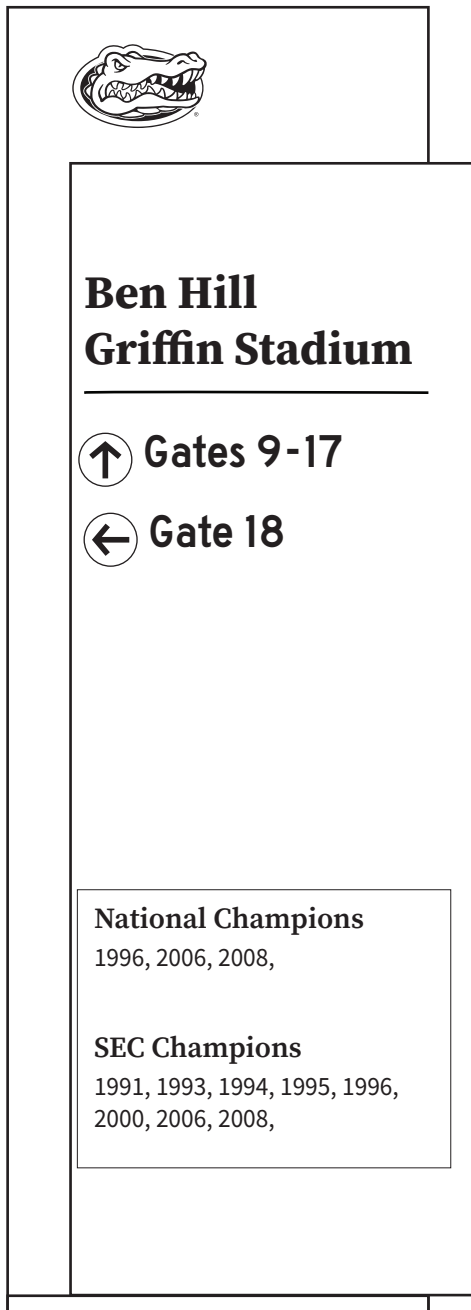 Ben Hill
Griffin Stadium
Gates 9-17
Gate 18
National Champions
1996, 2006, 2008,
SEC Champions
1991, 1993, 1994, 1995, 1996,
2000, 2006, 2008,